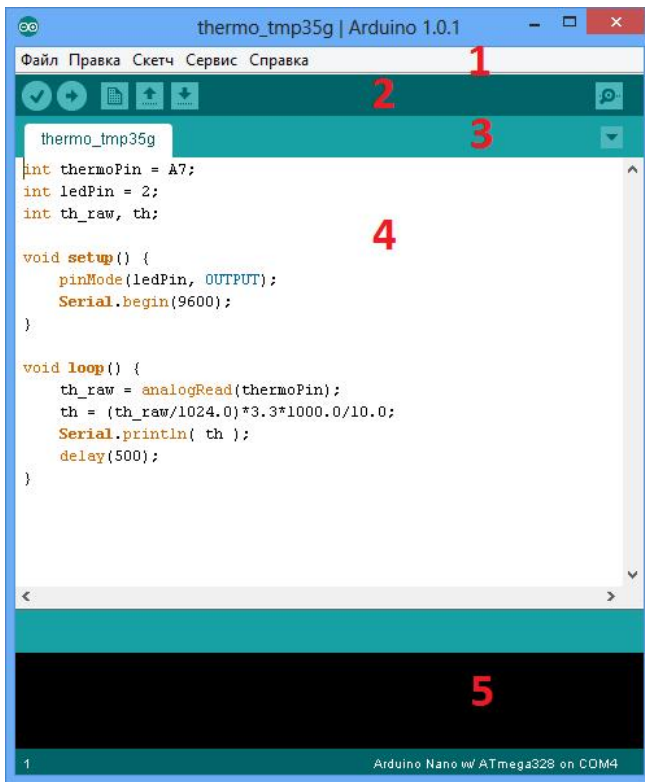 thermo_tmp35g | Arduino 1.0.1
Файл Правка Скетч Сервис Справка 1
2
thermo_tmp35g 3
int thermoPin = A7;
int ledPin = 2;
int th_raw, th;
4
void setup() {
    pinMode(ledPin, OUTPUT);
    Serial.begin(9600);
}
void loop() {
    th_raw = analogRead(thermoPin);
    th = (th_raw/1024.0)*3.3*1000.0/10.0;
    Serial.println( th );
    delay(500);
}
5
1 Arduino Nano w/ ATmega328 on COM4